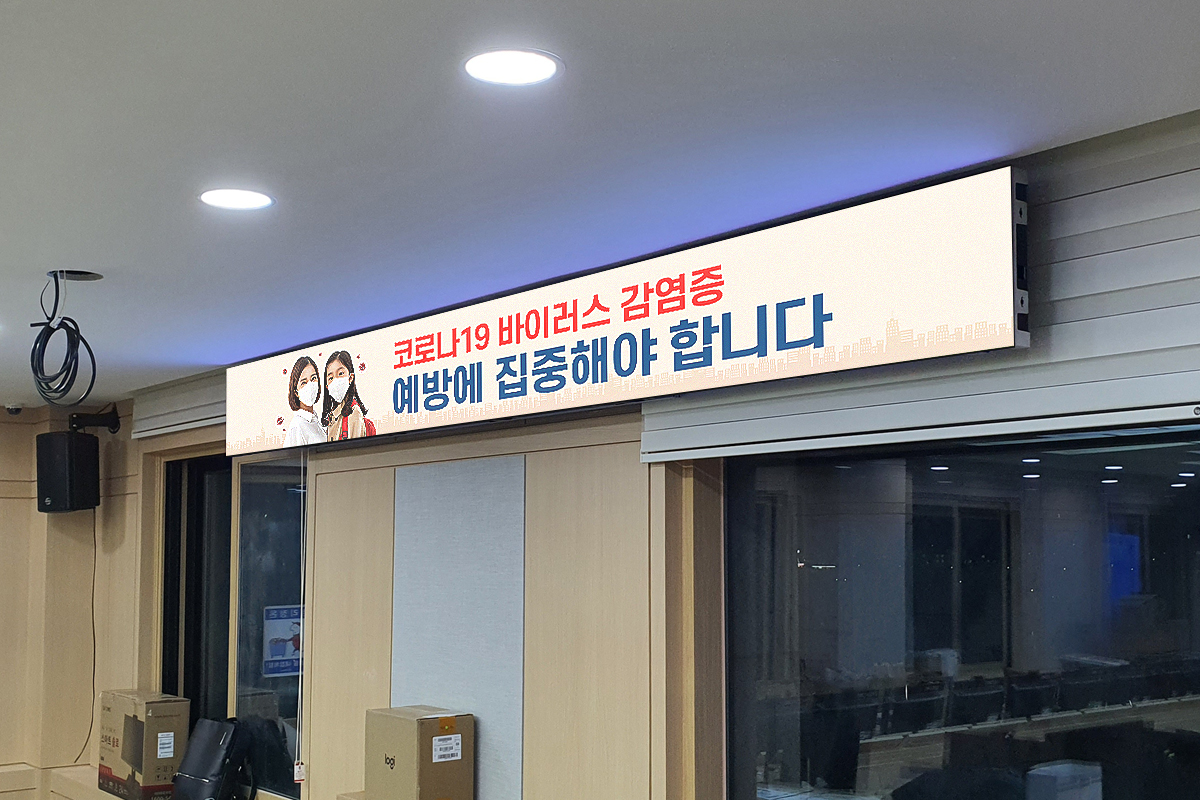 코로나19 바이러스 감염증
예방에 집중해야 합니다
logi